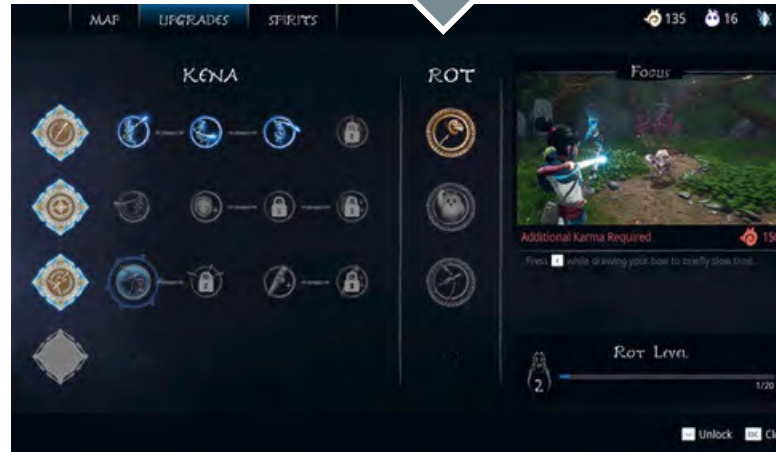 MAP UPGRADES SPIRITS 135 16
KENA
ROT
Focus
Additional Karma Required
Press while drawing your bow to briefly slow time.
Rot Level
2
1/20
Unlock ESC